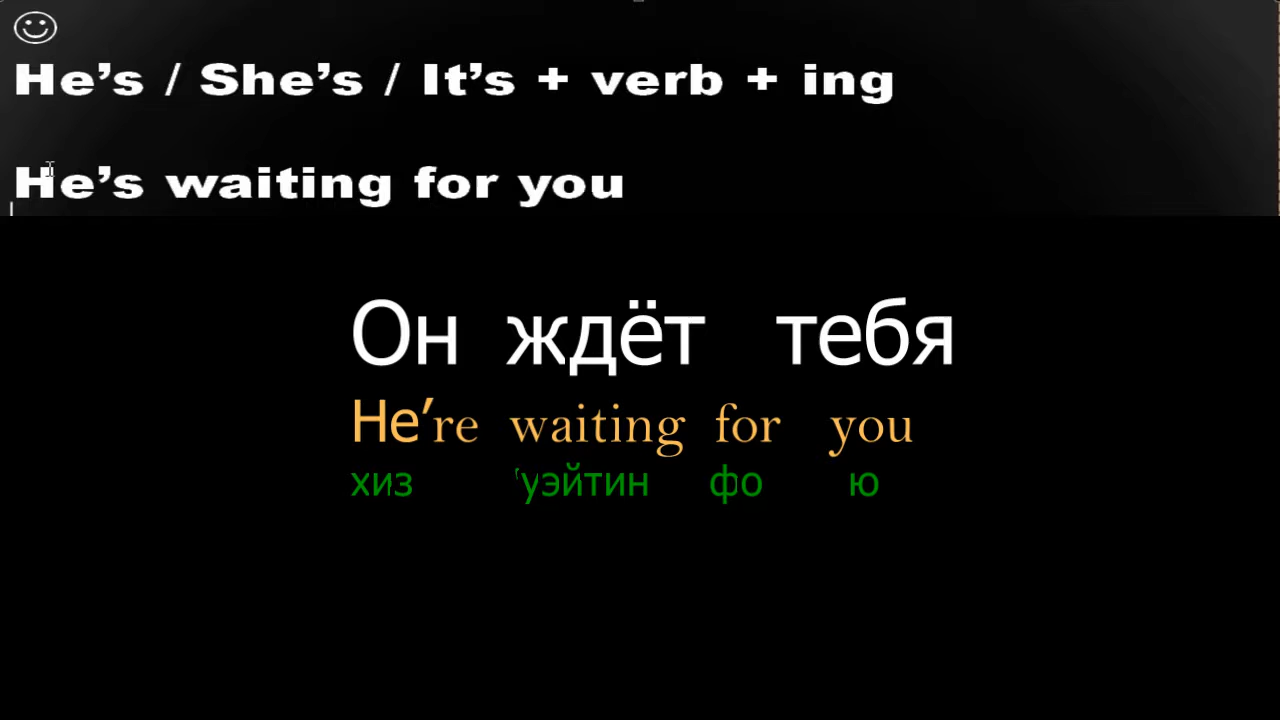 He’s / She’s / It’s + verb + ing
He’s waiting for you
Он ждёт тебя
He’re waiting for you
хиз ‘уэйтин фо ю